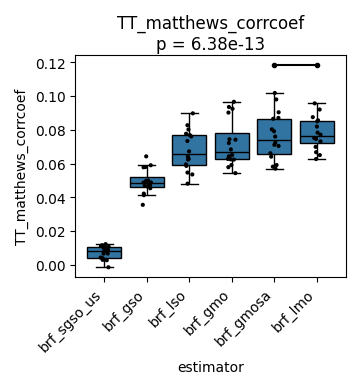 TT_matthews_corrcoef
p = 6.38e-13
0.12
0.10
0.08
0.06
0.04
0.02
0.00
TT_matthews_corrcoef
brf_sgso_us
brf_gso
brf_lso
brf_gmo
brf_gmosa
brf_lmo
estimator